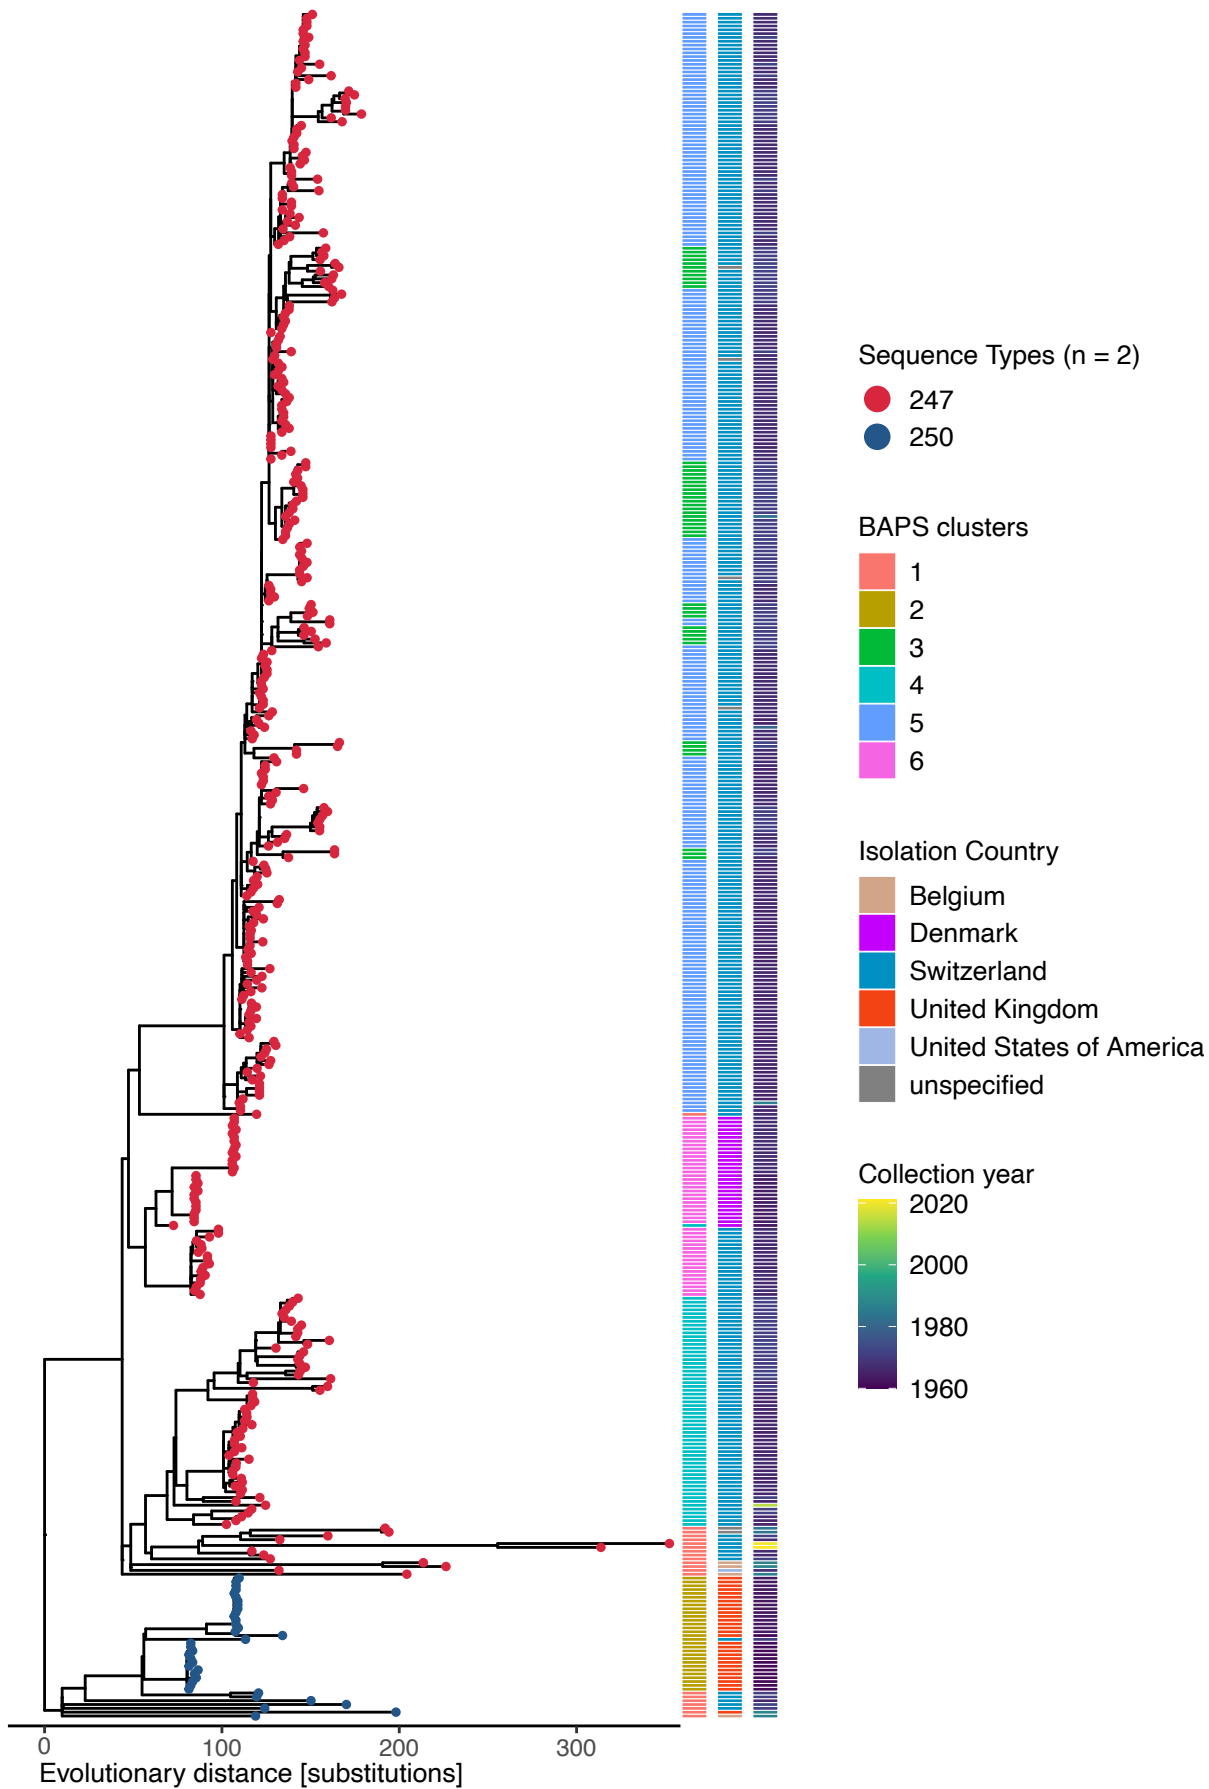 Sequence Types (n = 2)
247
250
BAPS clusters
1
2
3
4
5
6
Isolation Country
Belgium
Denmark
Switzerland
United Kingdom
United States of America
unspecified
Collection year
2020
2000
1980
1960
0 100 200 300
Evolutionary distance [substitutions]